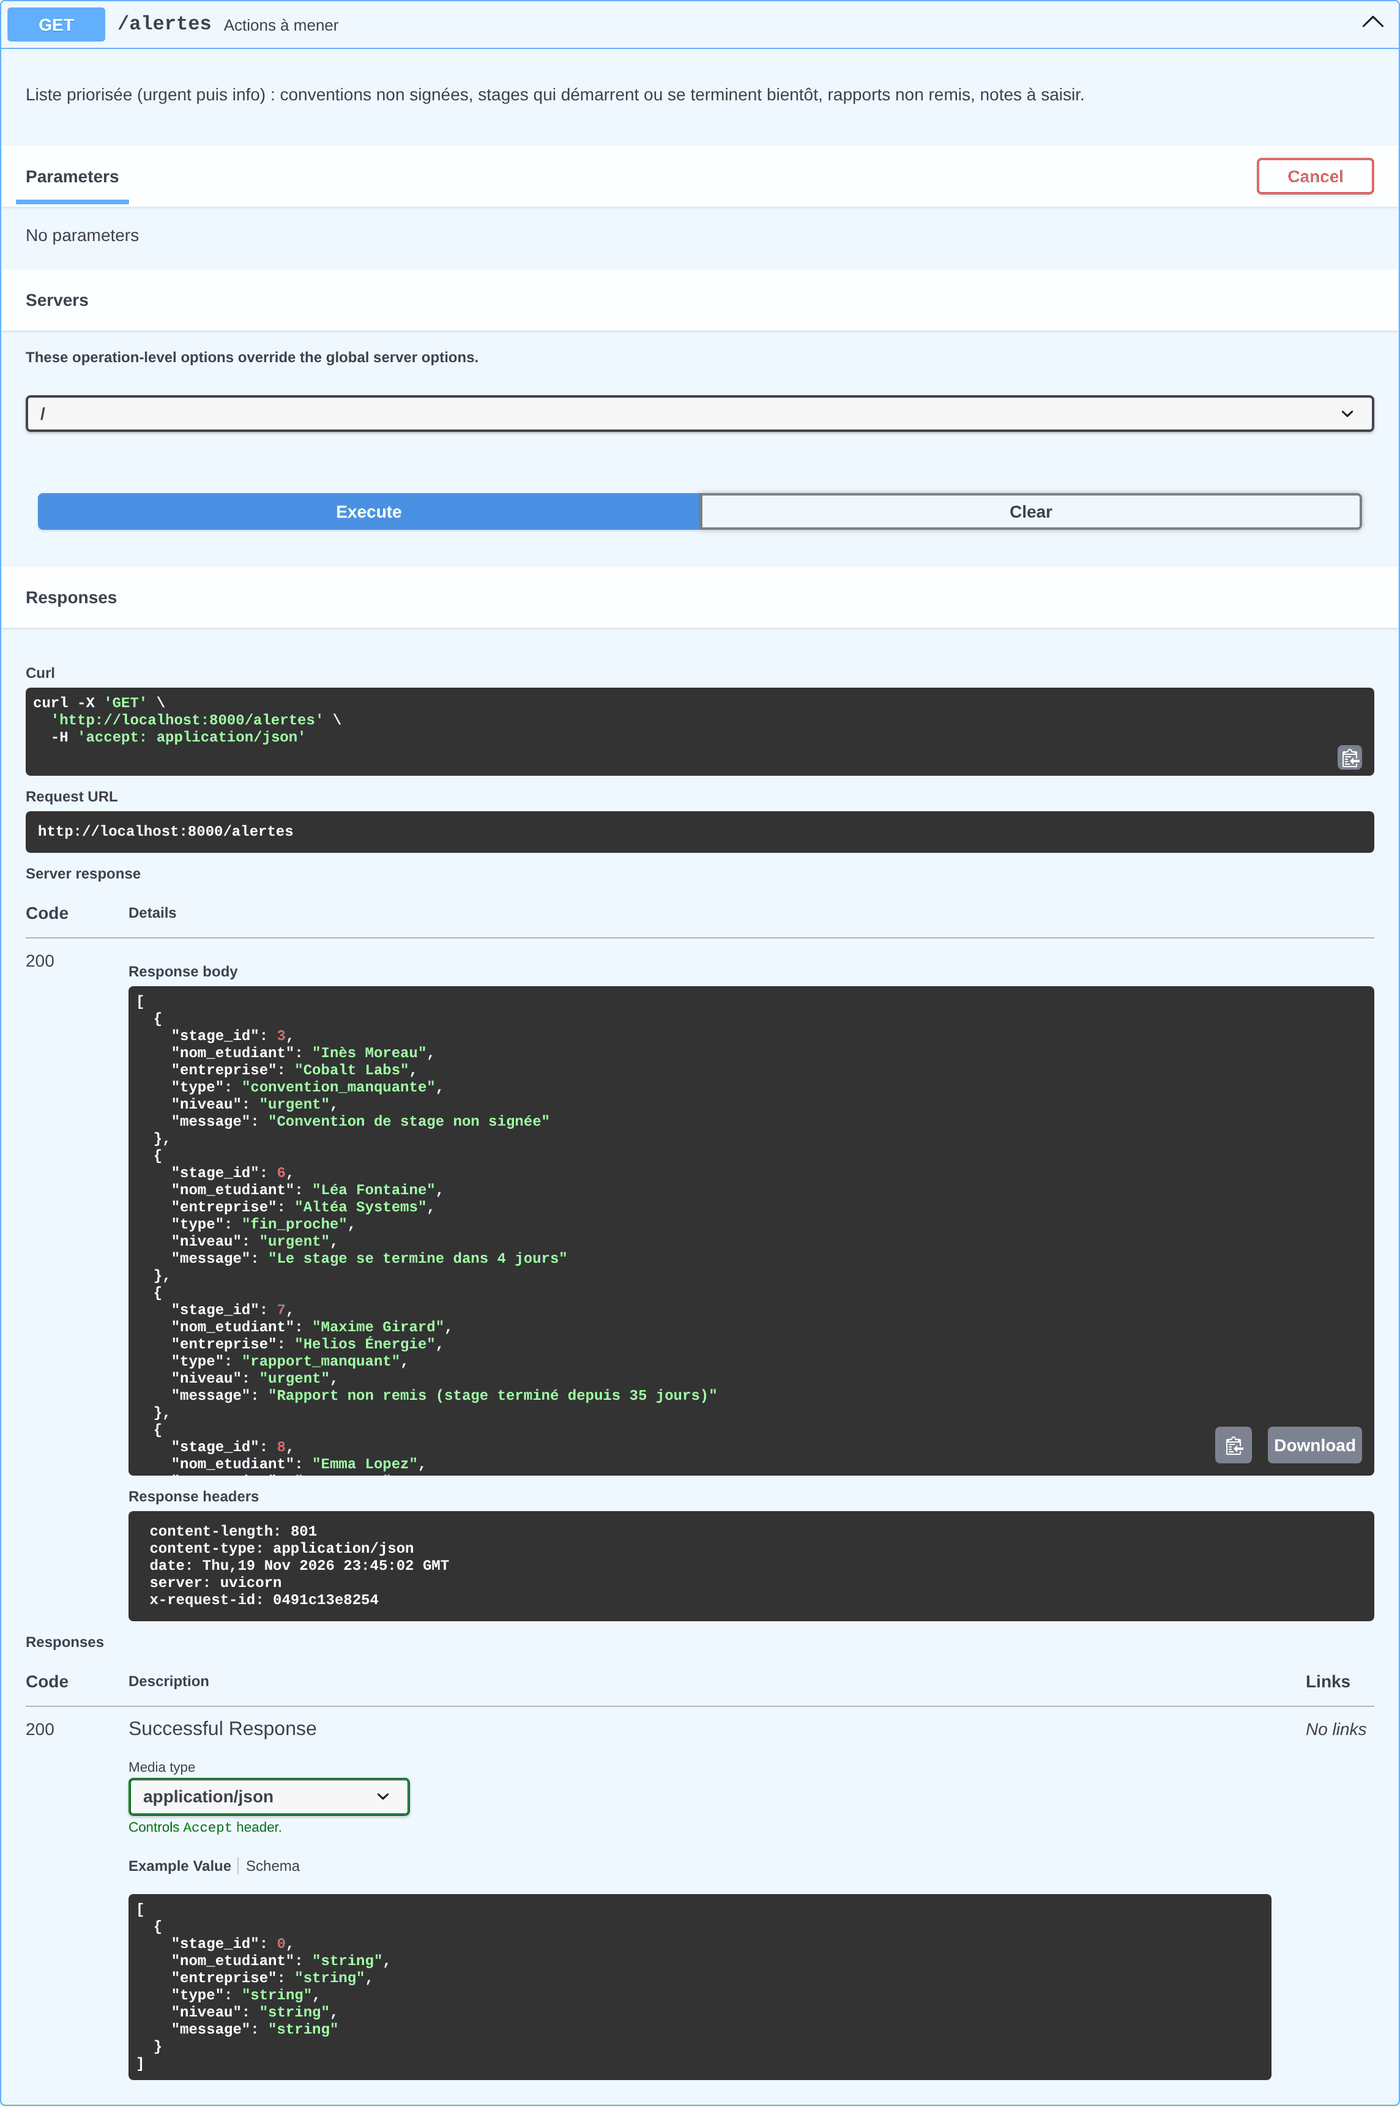 GET /alertes Actions à mener
Liste priorisée (urgent puis info) : conventions non signées, stages qui démarrent ou se terminent bientôt, rapports non remis, notes à saisir.
Parameters Cancel
No parameters
Servers
These operation-level options override the global server options.
/
Execute Clear
Responses
Curl
curl -X 'GET' \
  'http://localhost:8000/alertes' \
  -H 'accept: application/json'
Request URL
http://localhost:8000/alertes
Server response
Code Details
200
Response body
[
  {
    "stage_id": 3,
    "nom_etudiant": "Inès Moreau",
    "entreprise": "Cobalt Labs",
    "type": "convention_manquante",
    "niveau": "urgent",
    "message": "Convention de stage non signée"
  },
  {
    "stage_id": 6,
    "nom_etudiant": "Léa Fontaine",
    "entreprise": "Altéa Systems",
    "type": "fin_proche",
    "niveau": "urgent",
    "message": "Le stage se termine dans 4 jours"
  },
  {
    "stage_id": 7,
    "nom_etudiant": "Maxime Girard",
    "entreprise": "Helios Énergie",
    "type": "rapport_manquant",
    "niveau": "urgent",
    "message": "Rapport non remis (stage terminé depuis 35 jours)"
  },
  {
    "stage_id": 8,
    "nom_etudiant": "Emma Lopez",
Download
Response headers
content-length: 801
content-type: application/json
date: Thu,19 Nov 2026 23:45:02 GMT
server: uvicorn
x-request-id: 0491c13e8254
Responses
Code Description Links
200 Successful Response No links
Media type
application/json
Controls Accept header.
Example Value Schema
[
  {
    "stage_id": 0,
    "nom_etudiant": "string",
    "entreprise": "string",
    "type": "string",
    "niveau": "string",
    "message": "string"
  }
]